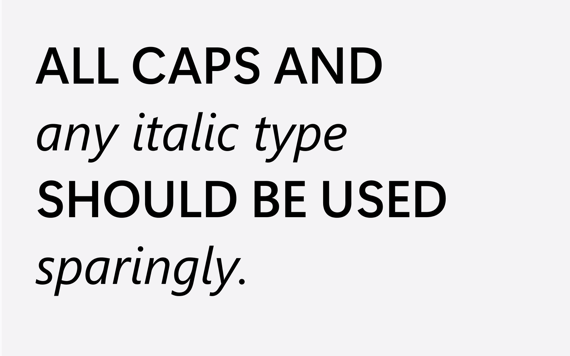 ALL CAPS AND
any italic type
SHOULD BE USED
sparingly.